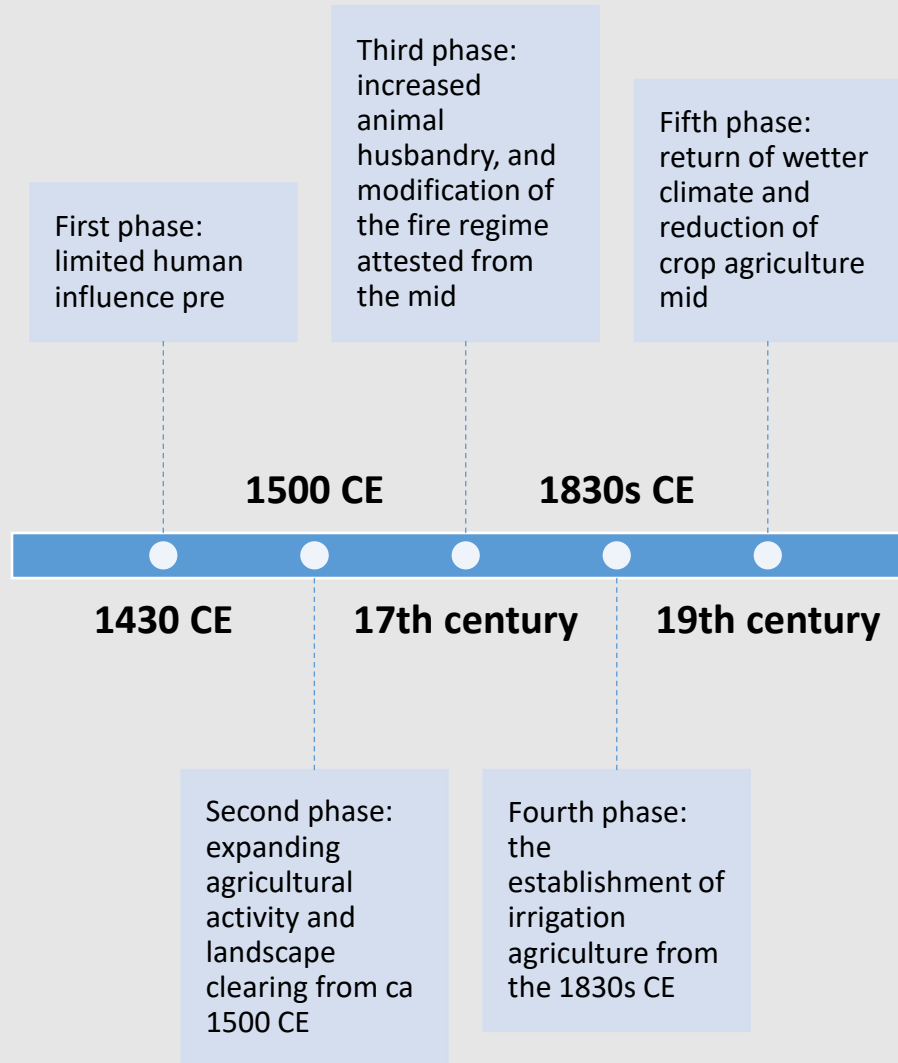 First phase:
limited human
influence pre
Third phase:
increased
animal
husbandry, and
modification of
the fire regime
attested from
the mid
Fifth phase:
return of wetter
climate and
reduction of
crop agriculture
mid
1500 CE
1830s CE
1430 CE
17th century
19th century
Second phase:
expanding
agricultural
activity and
landscape
clearing from ca
1500 CE
Fourth phase:
the
establishment of
irrigation
agriculture from
the 1830s CE